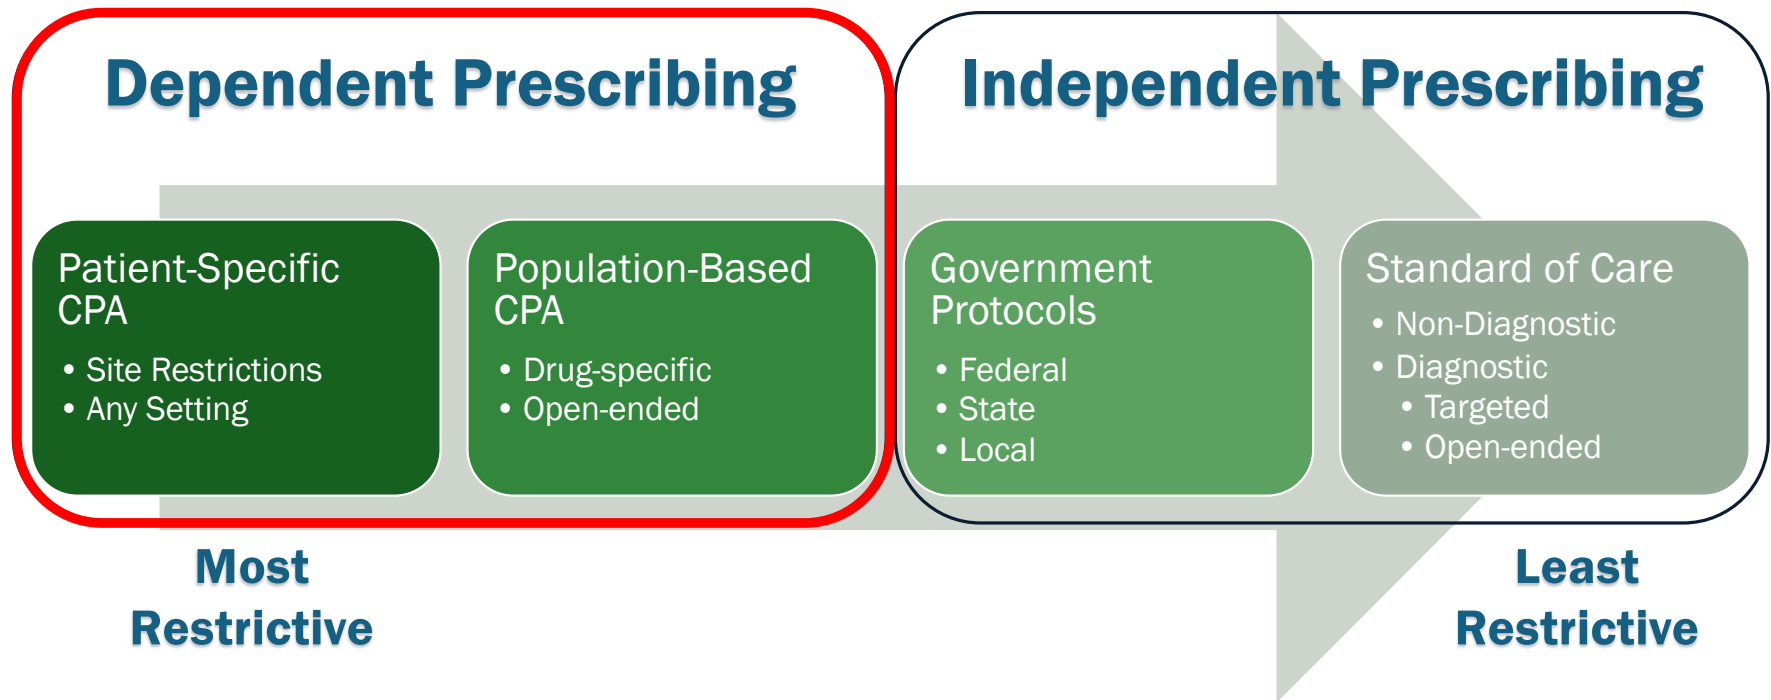 Dependent Prescribing
Independent Prescribing
Patient-Specific
CPA
• Site Restrictions
• Any Setting
Population-Based
CPA
• Drug-specific
• Open-ended
Government
Protocols
• Federal
• State
• Local
Standard of Care
• Non-Diagnostic
• Diagnostic
• Targeted
• Open-ended
Most
Restrictive
Least
Restrictive